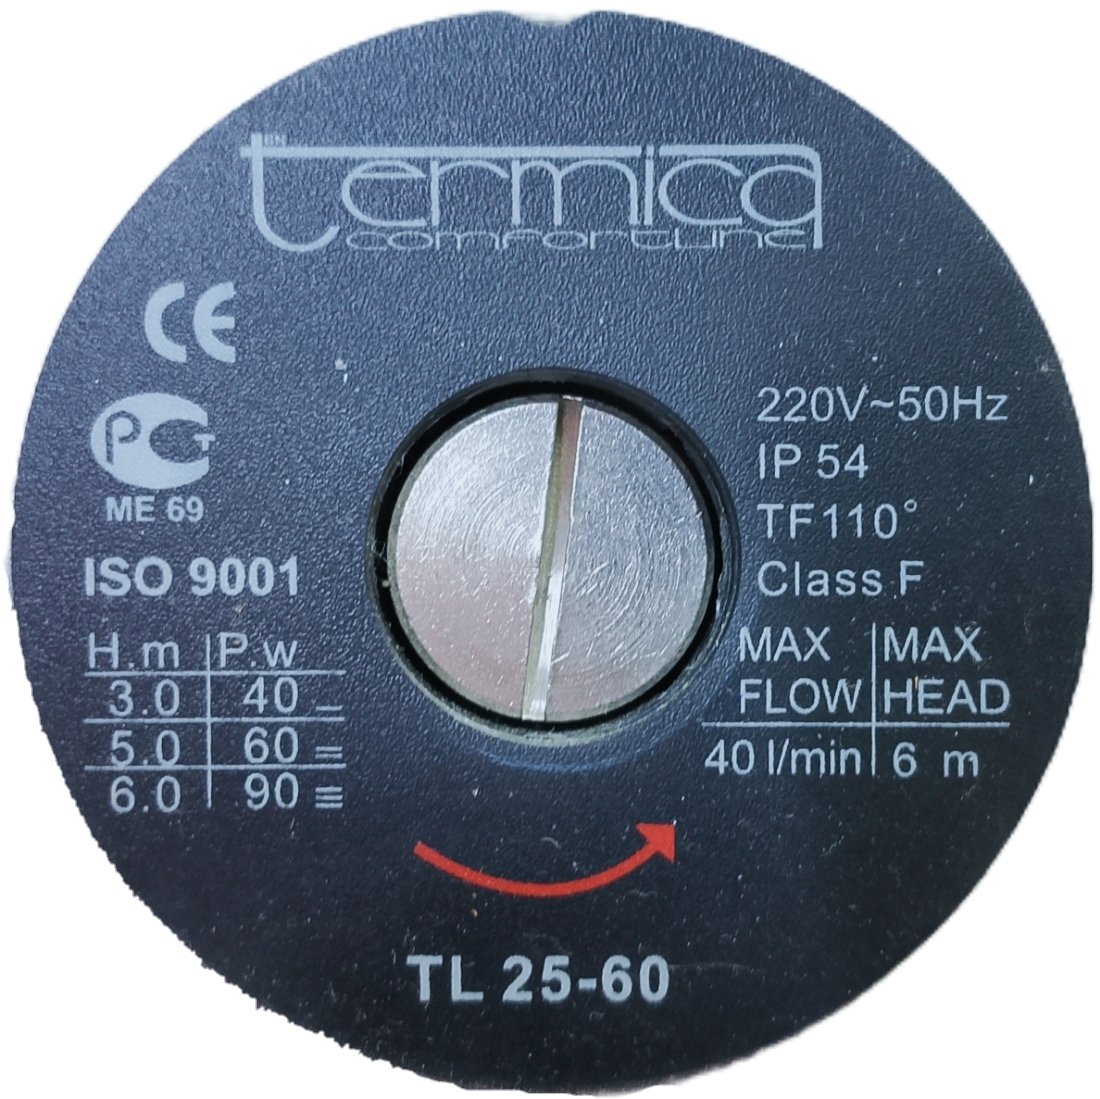 termica
comfortline
CE
PCT
ME 69
ISO 9001
H.m P.w
3.0 40
5.0 60
6.0 90
220V~50Hz
IP 54
TF110°
Class F
MAX MAX
FLOW HEAD
40 l/min 6 m
TL 25-60